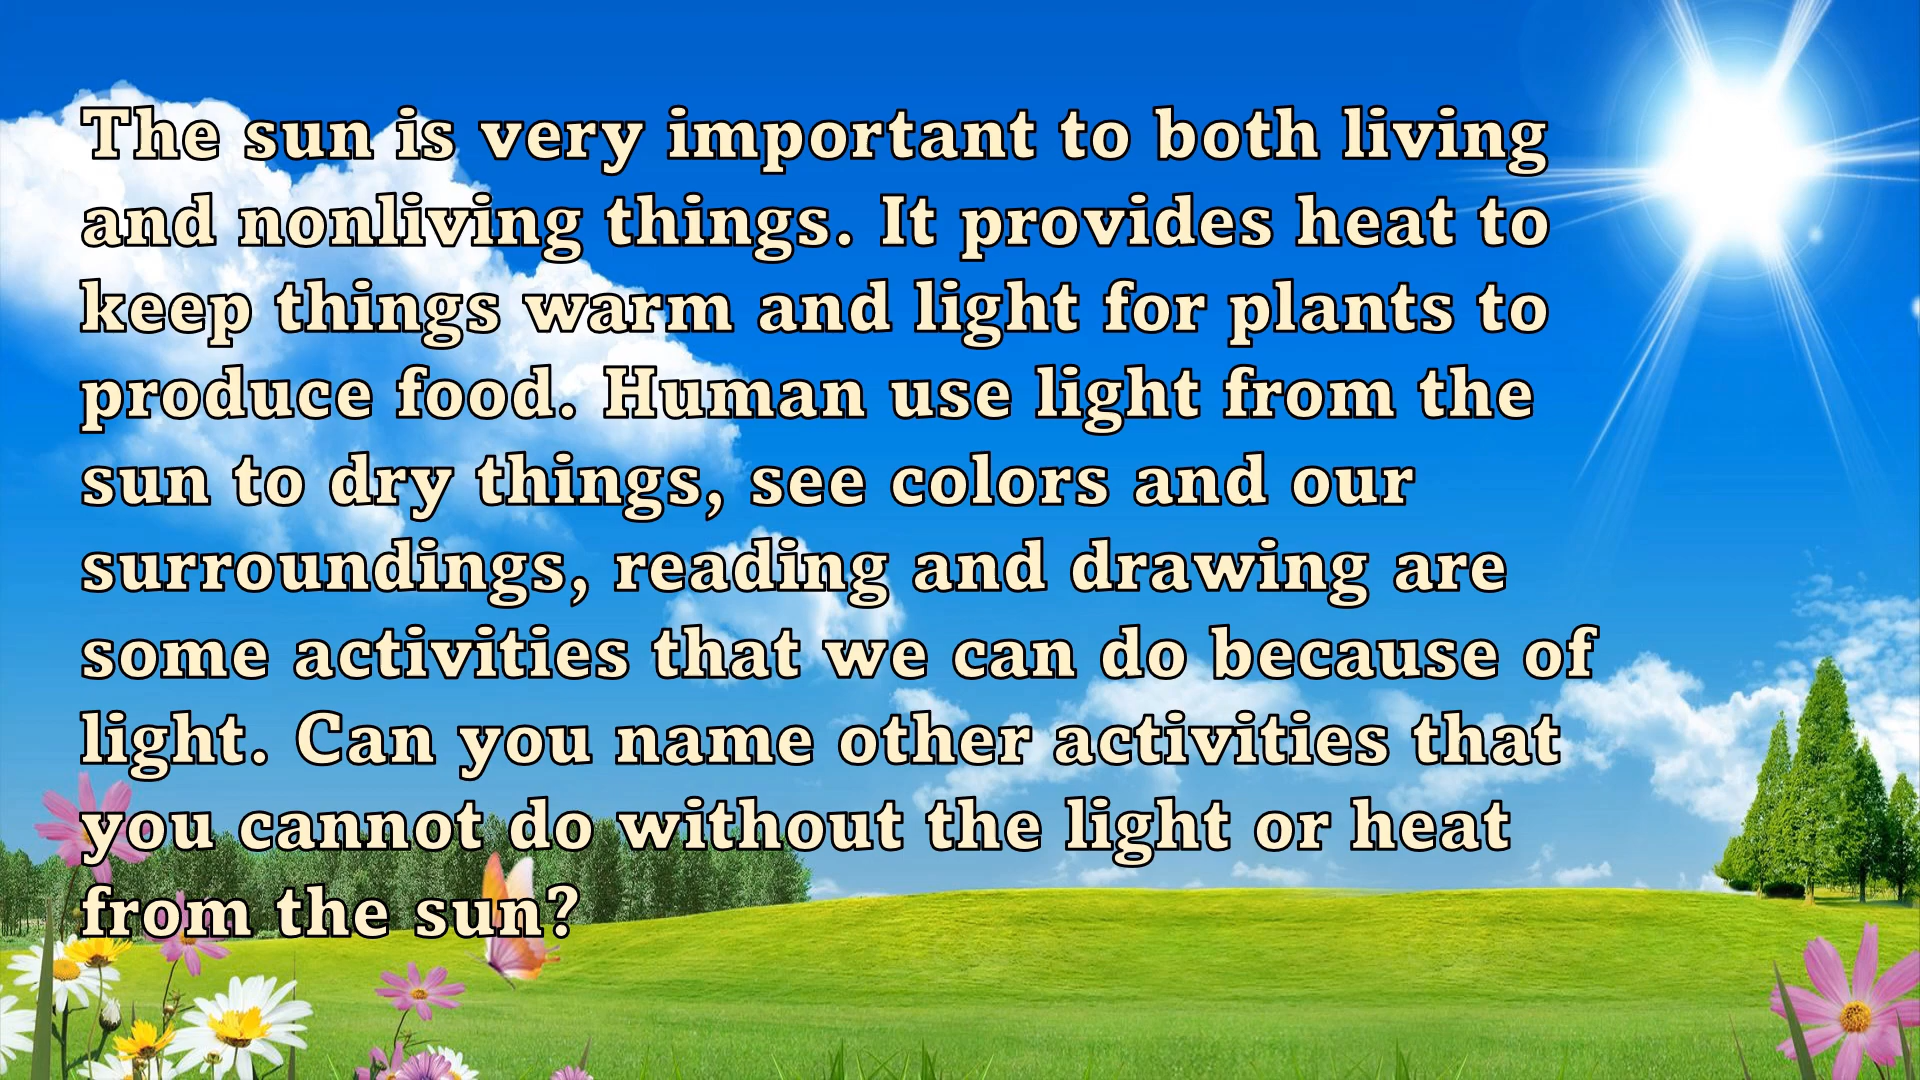 The sun is very important to both living
and nonliving things. It provides heat to
keep things warm and light for plants to
produce food. Human use light from the
sun to dry things, see colors and our
surroundings, reading and drawing are
some activities that we can do because of
light. Can you name other activities that
you cannot do without the light or heat
from the sun?